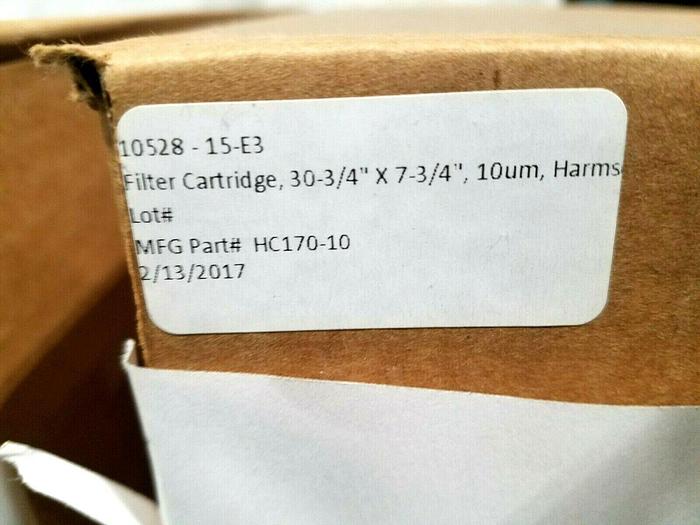 10528 - 15-E3
Filter Cartridge, 30-3/4" X 7-3/4", 10um, Harms
Lot#
MFG Part# HC170-10
2/13/2017